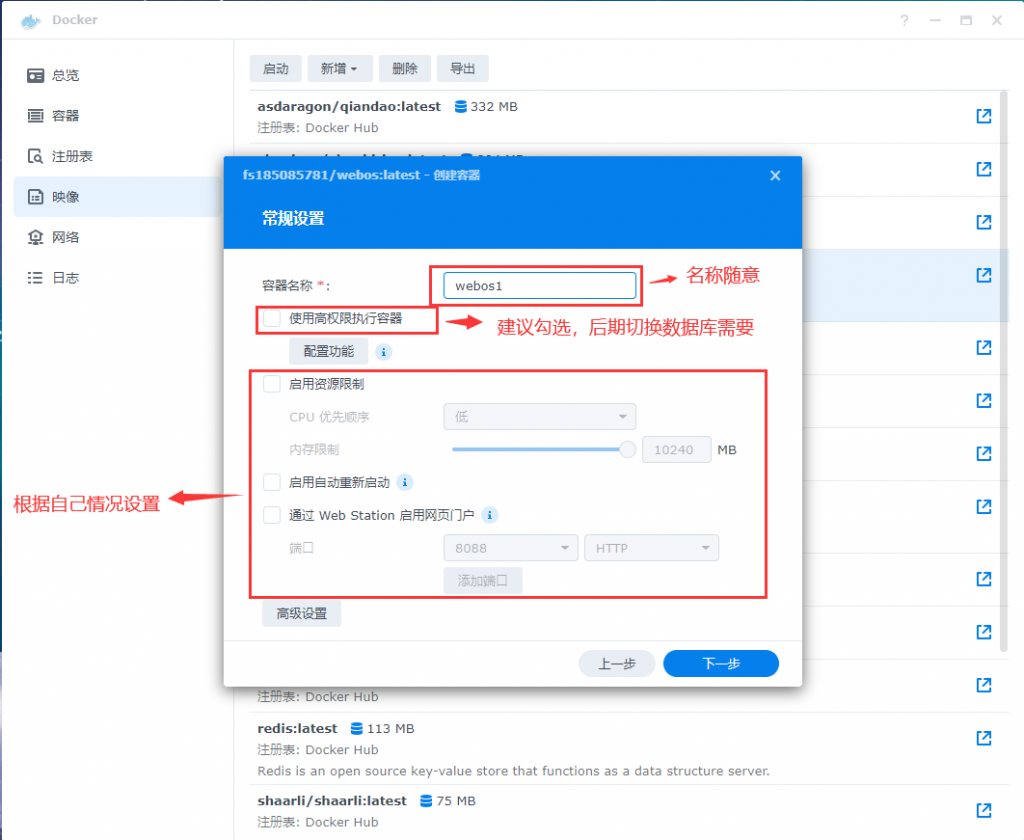 Docker
总览
容器
注册表
映像
网络
日志
启动 新增 删除 导出
asdaragon/qiandao:latest 332 MB
注册表: Docker Hub
fs185085781/webos:latest - 创建容器
常规设置
容器名称 *: webos1
名称随意
使用高权限执行容器
建议勾选，后期切换数据库需要
配置功能
启用资源限制
CPU 优先顺序 低
内存限制 10240 MB
启用自动重新启动
根据自己情况设置
通过 Web Station 启用网页门户
端口 8088 HTTP
添加端口
高级设置
上一步 下一步
注册表: Docker Hub
redis:latest 113 MB
注册表: Docker Hub
Redis is an open source key-value store that functions as a data structure server.
shaarli/shaarli:latest 75 MB
注册表: Docker Hub